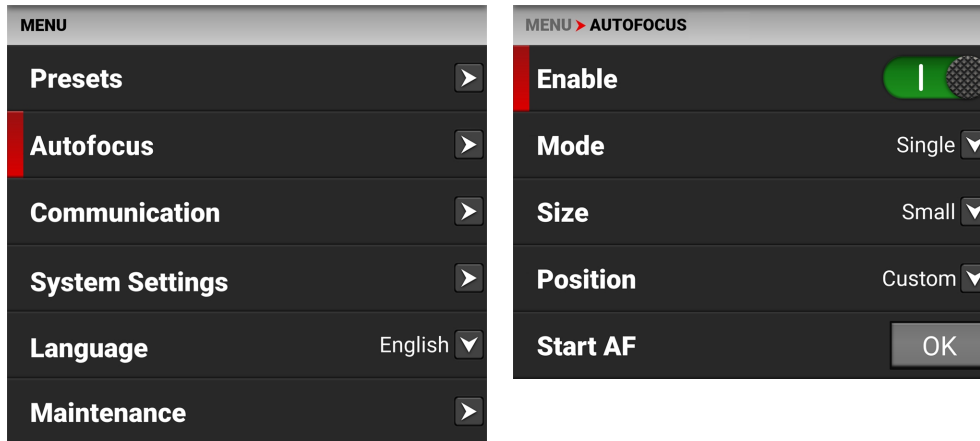 MENU
Presets
Autofocus
Communication
System Settings
Language English
Maintenance
MENU > AUTOFOCUS
Enable
Mode Single
Size Small
Position Custom
Start AF OK